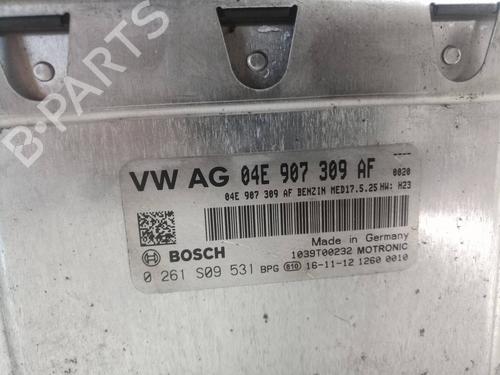 B-PARTS
VW AG 04E 907 309 AF 0020
04E 907 309 AF BENZIN MED17.5.25 HW: H23
Made in Germany
BOSCH 1039T00232 MOTRONIC
0 261 S09 531 BPG 810 16-11-12 1260 0010